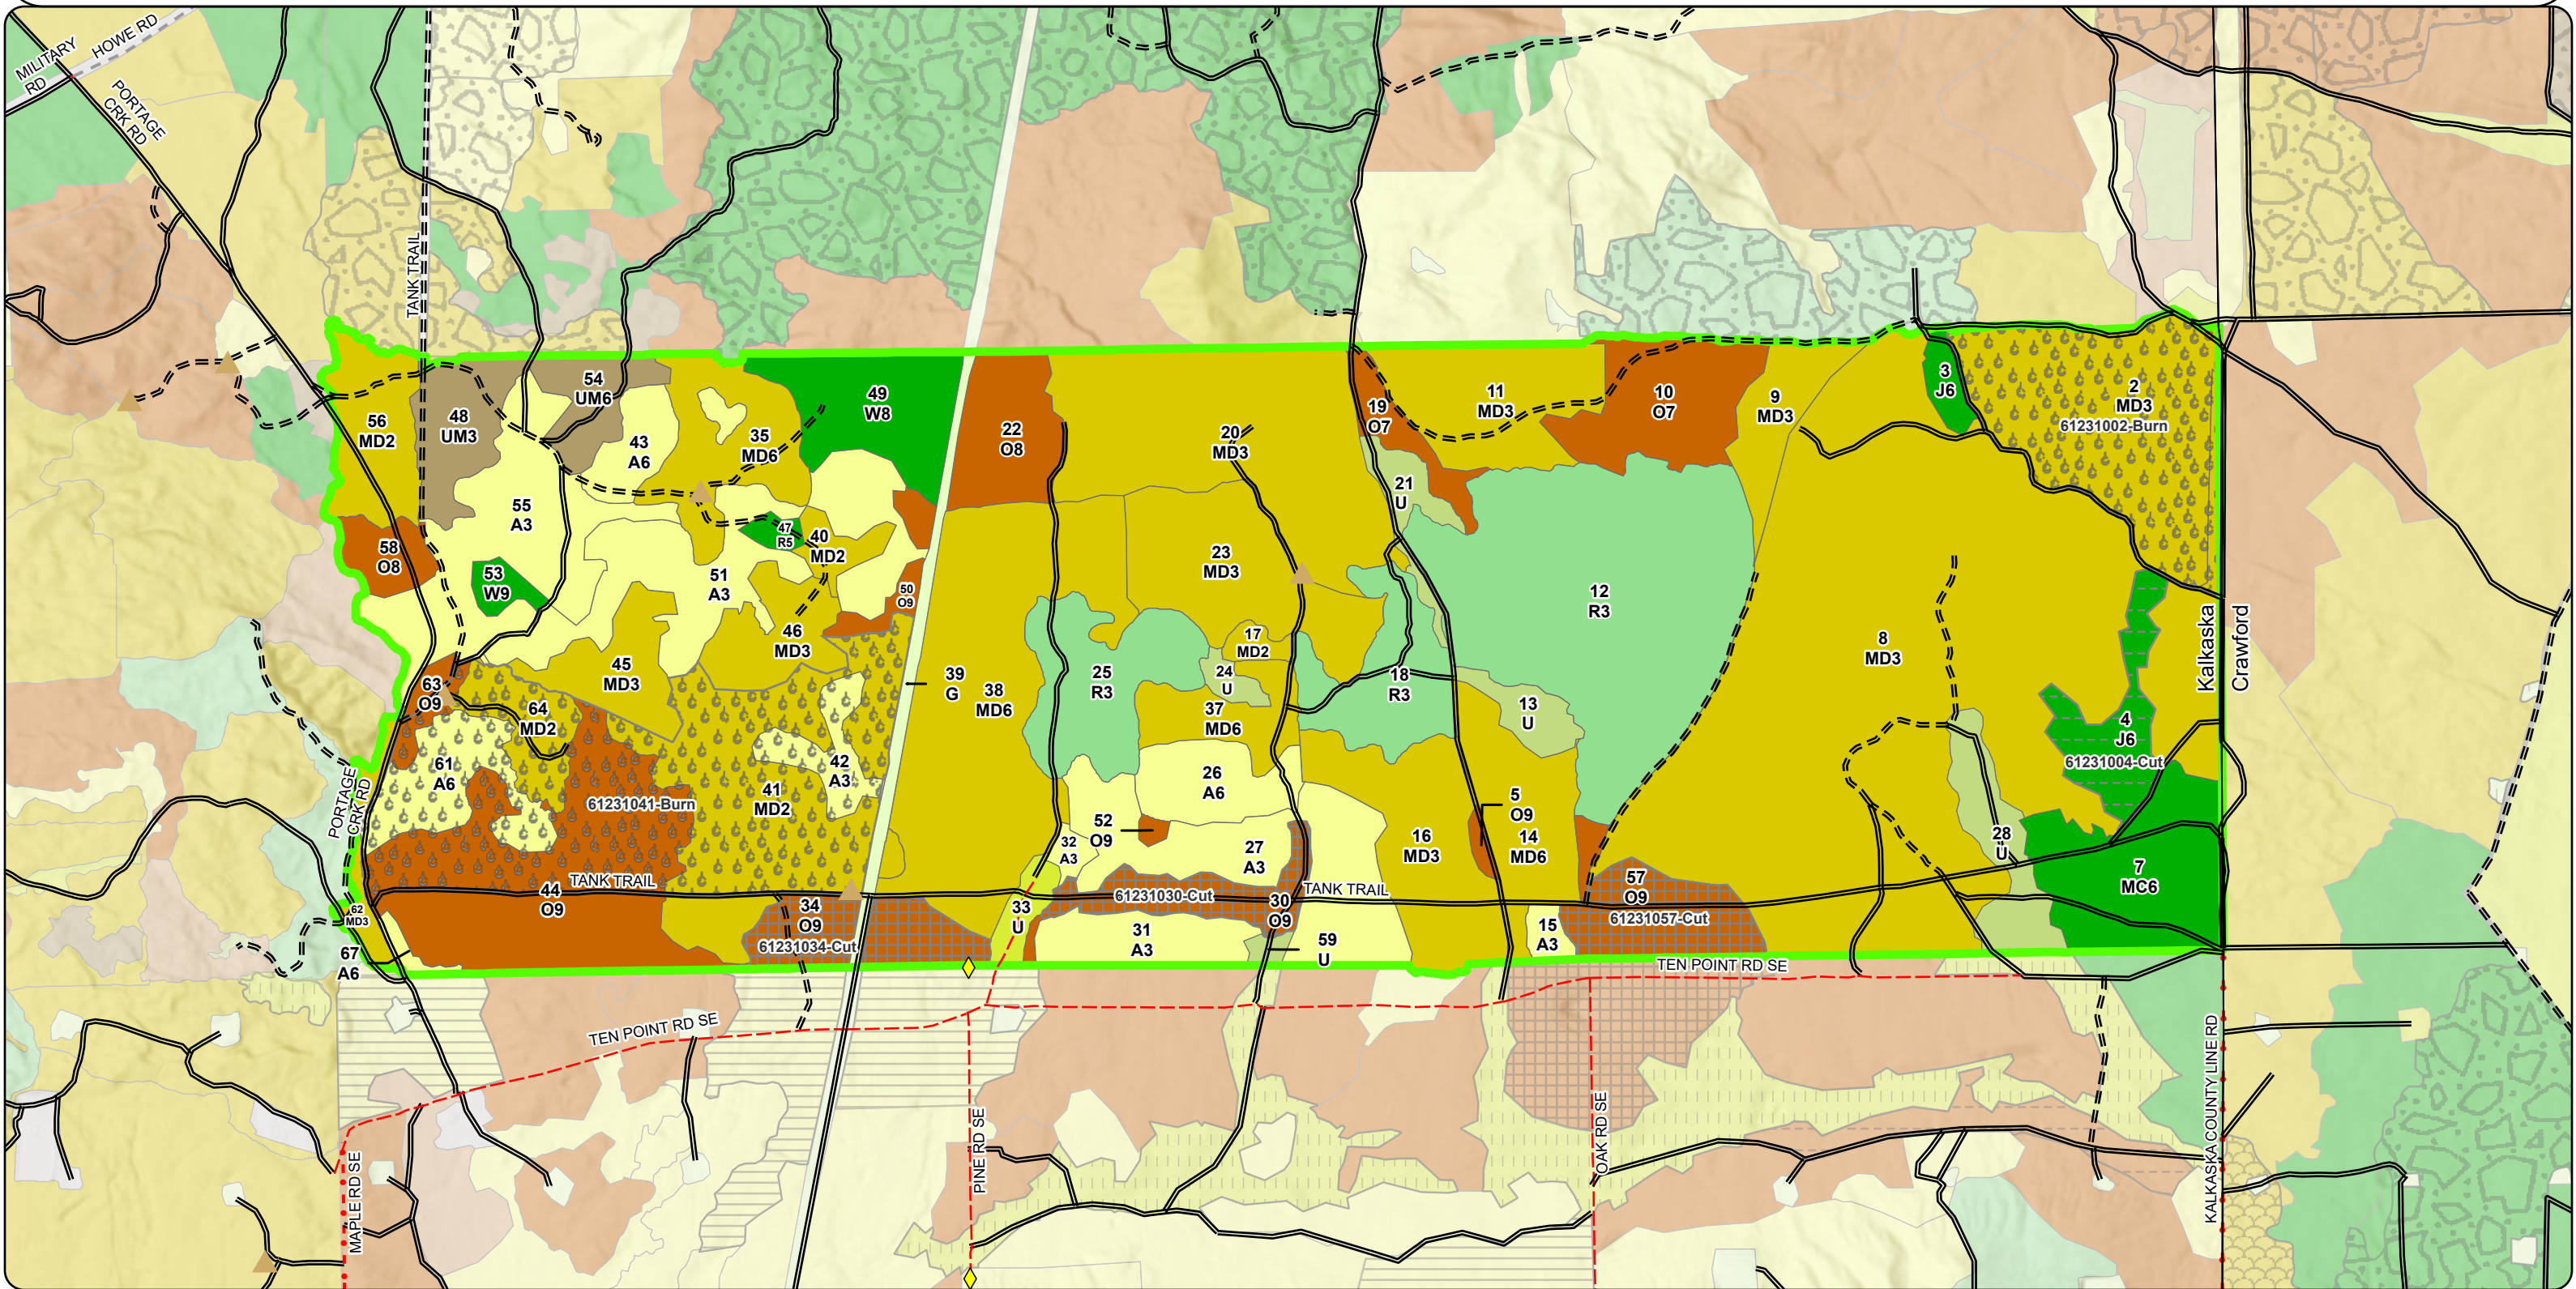 HOWE RD
MILITARY
RD
PORTAGE
CRK RD
TANK TRAIL
56
MD2
48
UM3
54
UM6
43
A6
35
MD6
49
W8
22
O8
20
MD3
19
O7
11
MD3
10
O7
9
MD3
3
J6
2
MD3
61231002-Burn
55
A3
58
O8
53
W9
47
R5
40
MD2
51
A3
50
O9
46
MD3
45
MD3
23
MD3
21
U
12
R3
8
MD3
Kalkaska
Crawford
63
O9
64
MD2
39
G
38
MD6
25
R3
17
MD2
24
U
37
MD6
18
R3
13
U
4
J6
61231004-Cut
61
A6
61231041-Burn
41
MD2
42
A3
26
A6
52
O9
32
A3
27
A3
16
MD3
5
O9
14
MD6
28
U
7
MC6
PORTAGE
CRK RD
TANK TRAIL
44
O9
34
O9
61231034-Cut
33
U
61231030-Cut
30
O9
TANK TRAIL
57
O9
61231057-Cut
62
MD3
67
A6
31
A3
59
U
15
A3
TEN POINT RD SE
TEN POINT RD SE
MAPLE RD SE
PINE RD SE
OAK RD SE
KALKASKA COUNTY LINE RD